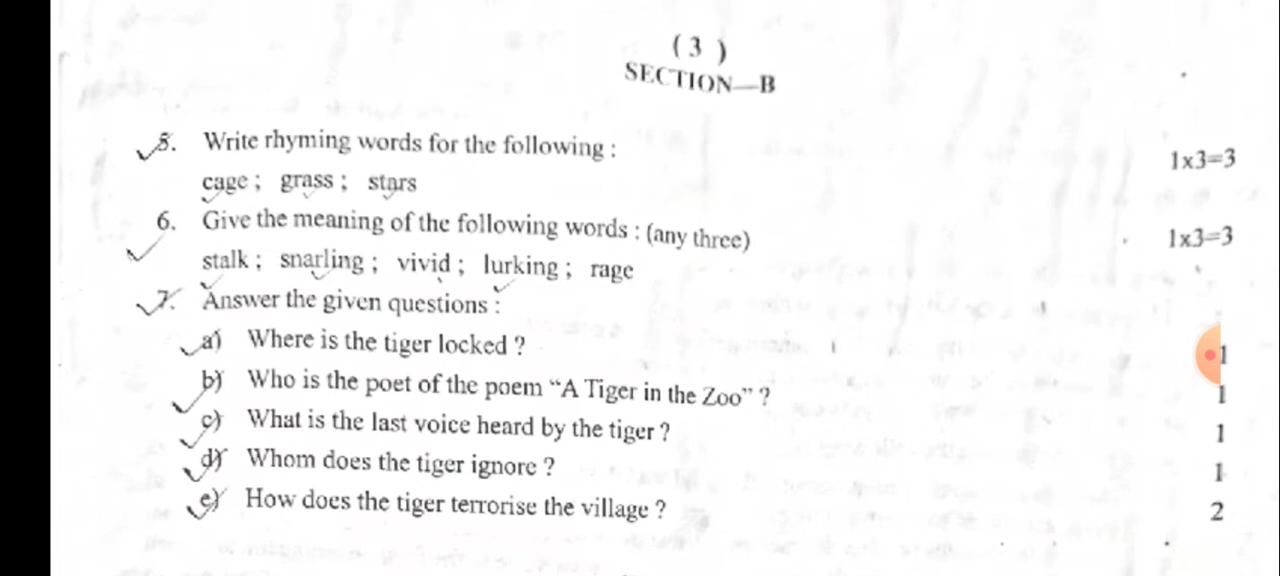 ( 3 )
SECTION—B
5. Write rhyming words for the following : 1x3=3
cage ; grass ; stars
6. Give the meaning of the following words : (any three) 1x3=3
stalk ; snarling ; vivid ; lurking ; rage
7. Answer the given questions :
a) Where is the tiger locked ? 1
b) Who is the poet of the poem “A Tiger in the Zoo” ? 1
c) What is the last voice heard by the tiger ? 1
d) Whom does the tiger ignore ? 1
e) How does the tiger terrorise the village ? 2